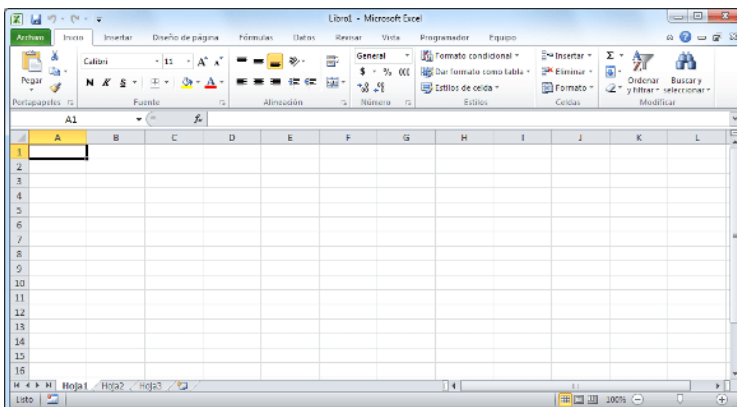 Libro1 - Microsoft Excel
Archivo Inicio Insertar Diseño de página Fórmulas Datos Revisar Vista Programador Equipo
Calibri 11 A A General Formato condicional Insertar Σ
Pegar N K S A $ % 000 Dar formato como tabla Eliminar Ordenar y filtrar Buscar y seleccionar
Estilos de celda Formato
Portapapeles Fuente Alineación Número Estilos Celdas Modificar
A1 fx
A B C D E F G H I J K L
1
2
3
4
5
6
7
8
9
10
11
12
13
14
15
16
Hoja1 Hoja2 Hoja3
Listo 100%